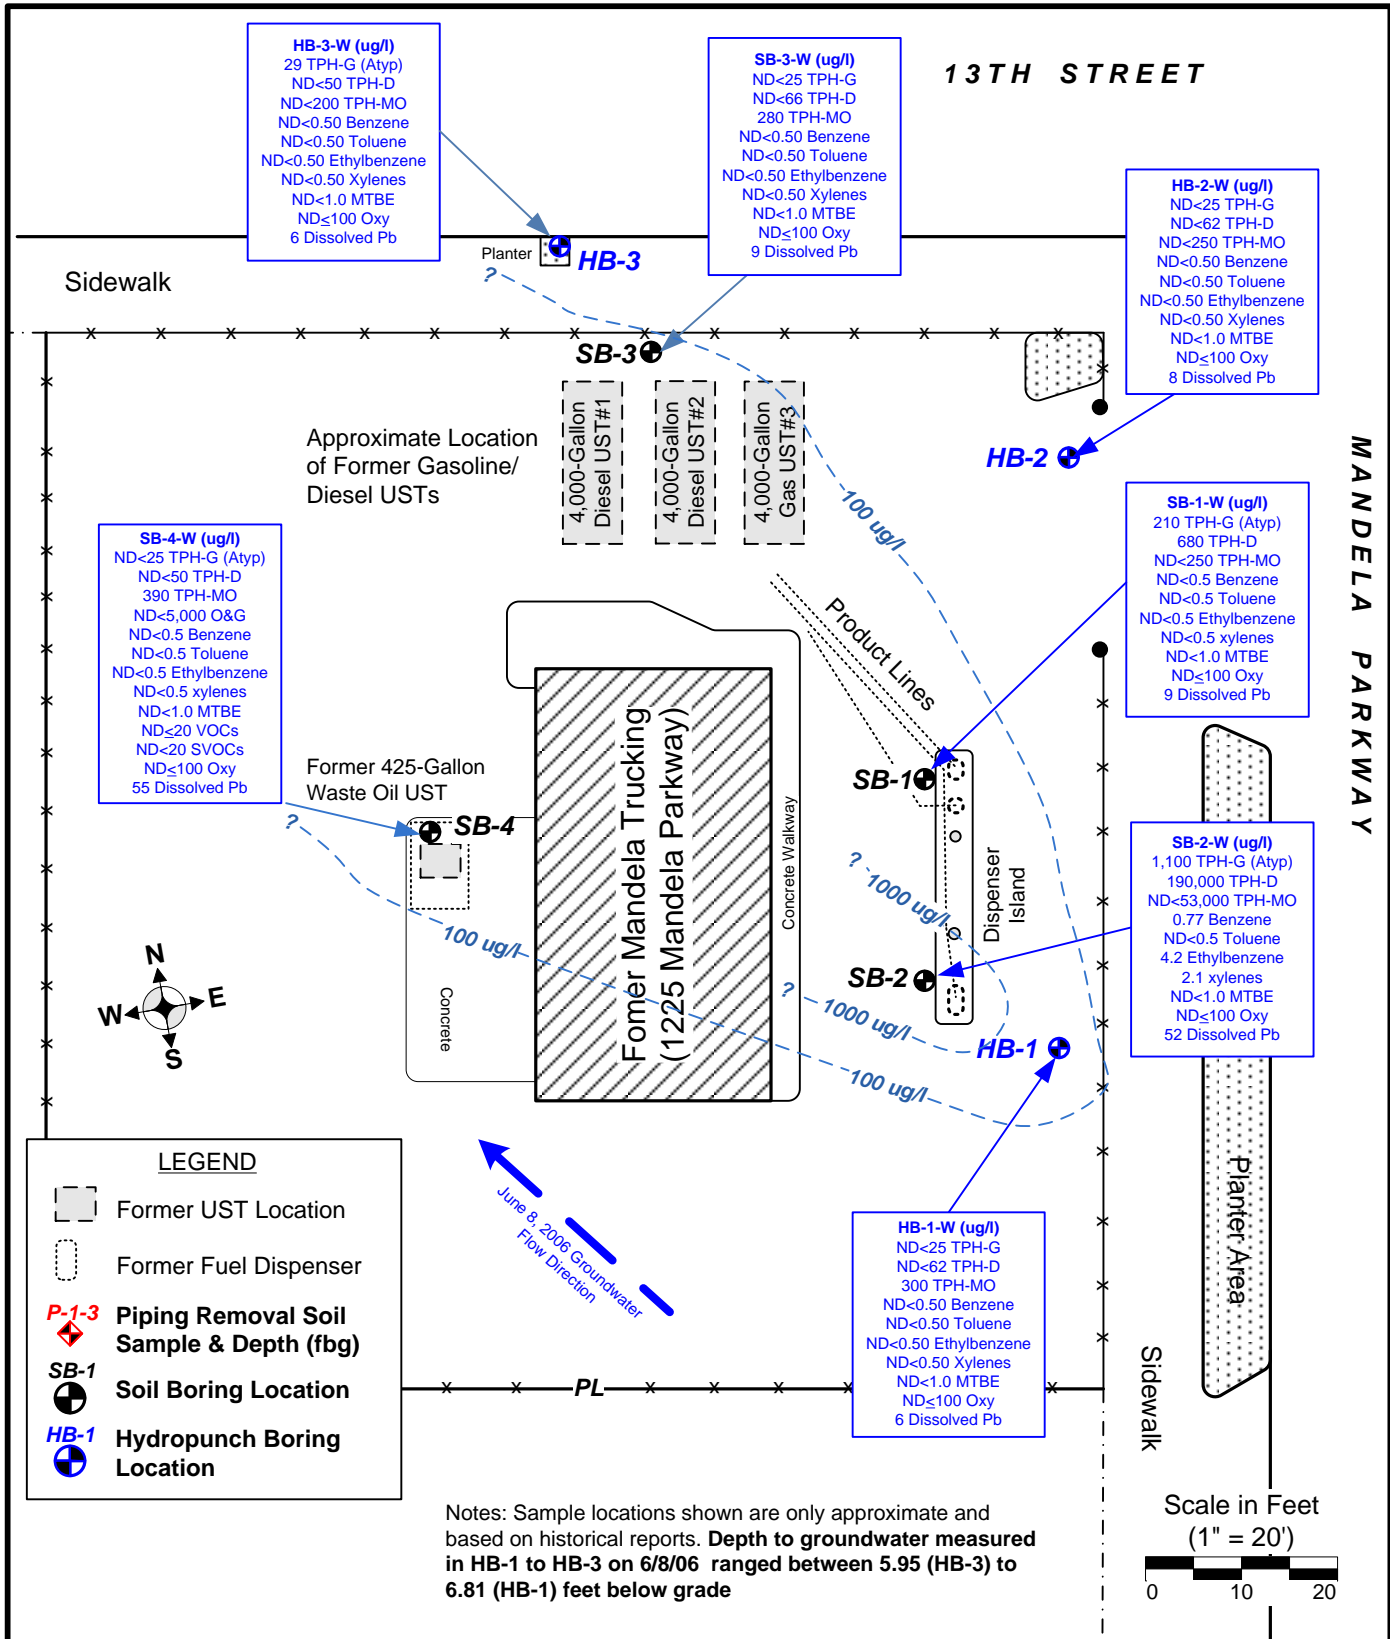 HB-3-W (ug/l)
29 TPH-G (Atyp)
ND<50 TPH-D
ND<200 TPH-MO
ND<0.50 Benzene
ND<0.50 Toluene
ND<0.50 Ethylbenzene
ND<0.50 Xylenes
ND<1.0 MTBE
ND≤100 Oxy
6 Dissolved Pb
SB-3-W (ug/l)
ND<25 TPH-G
ND<66 TPH-D
280 TPH-MO
ND<0.50 Benzene
ND<0.50 Toluene
ND<0.50 Ethylbenzene
ND<0.50 Xylenes
ND<1.0 MTBE
ND≤100 Oxy
9 Dissolved Pb
13TH STREET
HB-2-W (ug/l)
ND<25 TPH-G
ND<62 TPH-D
ND<250 TPH-MO
ND<0.50 Benzene
ND<0.50 Toluene
ND<0.50 Ethylbenzene
ND<0.50 Xylenes
ND<1.0 MTBE
ND≤100 Oxy
8 Dissolved Pb
Planter
HB-3
?
Sidewalk
SB-3
HB-2
MANDELA PARKWAY
Approximate Location
of Former Gasoline/
Diesel USTs
4,000-Gallon
Diesel UST#1
4,000-Gallon
Diesel UST#2
4,000-Gallon
Gas UST#3
100 ug/l
SB-1-W (ug/l)
210 TPH-G (Atyp)
680 TPH-D
ND<250 TPH-MO
ND<0.5 Benzene
ND<0.5 Toluene
ND<0.5 Ethylbenzene
ND<0.5 xylenes
ND<1.0 MTBE
ND≤100 Oxy
9 Dissolved Pb
SB-4-W (ug/l)
ND<25 TPH-G (Atyp)
ND<50 TPH-D
390 TPH-MO
ND<5,000 O&G
ND<0.5 Benzene
ND<0.5 Toluene
ND<0.5 Ethylbenzene
ND<0.5 xylenes
ND<1.0 MTBE
ND≤20 VOCs
ND<20 SVOCs
ND≤100 Oxy
55 Dissolved Pb
Product Lines
Former 425-Gallon
Waste Oil UST
?
SB-4
SB-1
Fomer Mandela Trucking
(1225 Mandela Parkway)
Concrete Walkway
Dispenser
Island
?
1000 ug/l
SB-2-W (ug/l)
1,100 TPH-G (Atyp)
190,000 TPH-D
ND<53,000 TPH-MO
0.77 Benzene
ND<0.5 Toluene
4.2 Ethylbenzene
2.1 xylenes
ND<1.0 MTBE
ND≤100 Oxy
52 Dissolved Pb
100 ug/l
SB-2
?
1000 ug/l
HB-1
100 ug/l
Concrete
N
W
E
S
LEGEND
Former UST Location
Former Fuel Dispenser
P-1-3
Piping Removal Soil
Sample & Depth (fbg)
SB-1
Soil Boring Location
HB-1
Hydropunch Boring
Location
June 8, 2006 Groundwater
Flow Direction
PL
HB-1-W (ug/l)
ND<25 TPH-G
ND<62 TPH-D
300 TPH-MO
ND<0.50 Benzene
ND<0.50 Toluene
ND<0.50 Ethylbenzene
ND<0.50 Xylenes
ND<1.0 MTBE
ND≤100 Oxy
6 Dissolved Pb
Planter Area
Sidewalk
Notes: Sample locations shown are only approximate and
based on historical reports. Depth to groundwater measured
in HB-1 to HB-3 on 6/8/06 ranged between 5.95 (HB-3) to
6.81 (HB-1) feet below grade
Scale in Feet
(1" = 20')
0 10 20